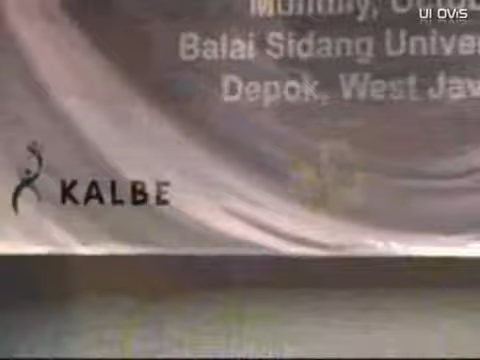 UI OVIS
Balai Sidang Univer
Depok, West Jav
KALBE